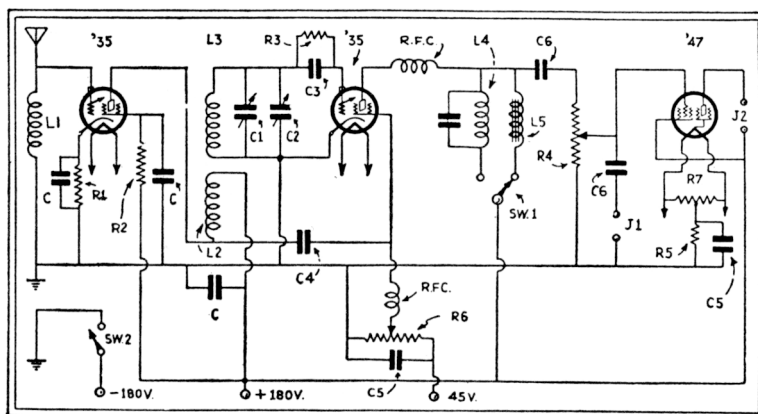 '35 L3 R3 '35 R.F.C. L4 C6 '47
L1 C3 C1 C2 L5 J2
R4
C R1 R2 C C6 R7
SW.1
L2 J1 R5
C4 C5
C R.F.C.
SW.2 R6
C5
–180V. +180V. 45V.